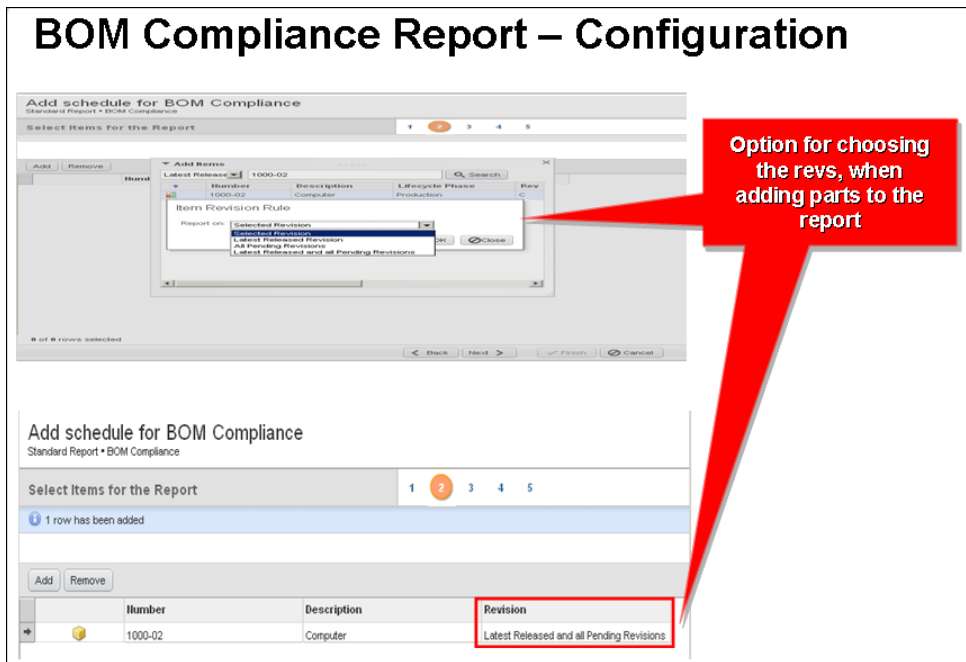 BOM Compliance Report – Configuration
Add schedule for BOM Compliance
Standard Report • BOM Compliance
Select Items for the Report
1 2 3 4 5
Add Remove
Add Items
Latest Release 1000-02 Search
Number Description Lifecycle Phase Rev
1000-02 Computer Production C
Item Revision Rule
Report on: Selected Revision
Selected Revision
Latest Released Revision
All Pending Revisions
Latest Released and all Pending Revisions
Close
0 of 0 rows selected
Back Next Finish Cancel
Option for choosing
the revs, when
adding parts to the
report
Add schedule for BOM Compliance
Standard Report • BOM Compliance
Select Items for the Report
1 2 3 4 5
1 row has been added
Add Remove
Number Description Revision
1000-02 Computer Latest Released and all Pending Revisions